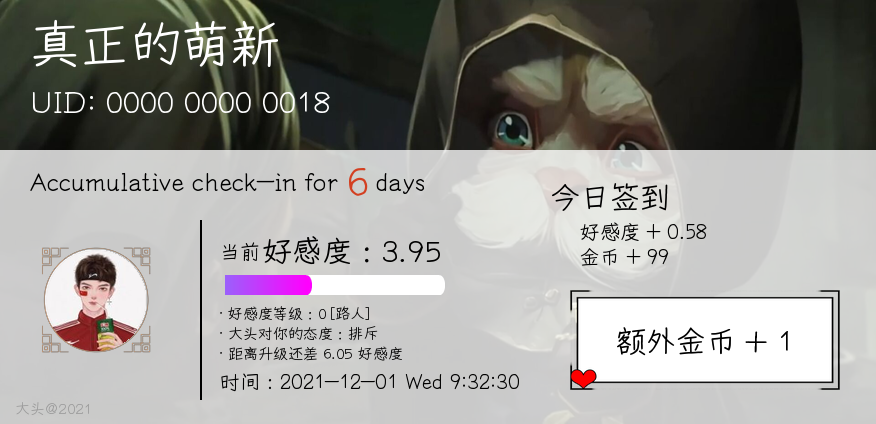 真正的萌新
UID: 0000 0000 0018
Accumulative check-in for 6 days
今日签到
好感度 + 0.58
金币 + 99
当前好感度：3.95
· 好感度等级：0 [路人]
· 大头对你的态度：排斥
· 距离升级还差 6.05 好感度
时间：2021-12-01 Wed 9:32:30
额外金币 + 1
大头@2021